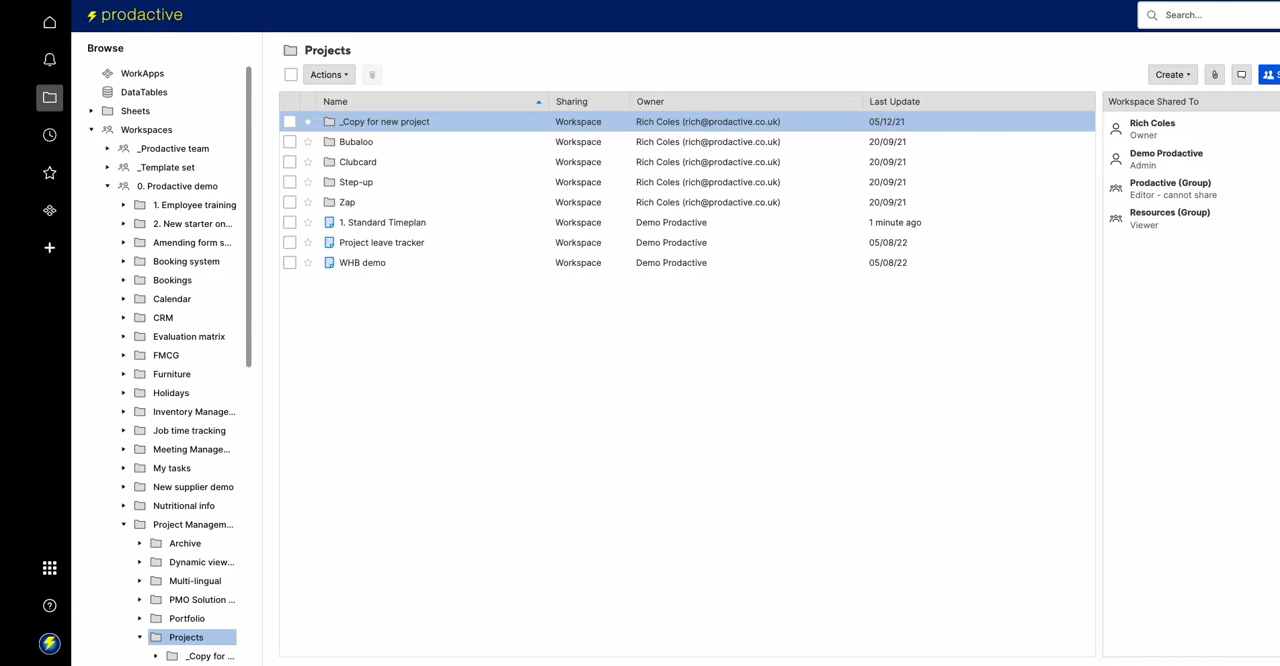 prodactive
Search...
Browse
WorkApps
DataTables
Sheets
Workspaces
_Prodactive team
_Template set
0. Prodactive demo
1. Employee training
2. New starter on...
Amending form s...
Booking system
Bookings
Calendar
CRM
Evaluation matrix
FMCG
Furniture
Holidays
Inventory Manage...
Job time tracking
Meeting Manage...
My tasks
New supplier demo
Nutritional info
Project Managem...
Archive
Dynamic view...
Multi-lingual
PMO Solution ...
Portfolio
Projects
_Copy for ...
Projects
Actions
Create
Name Sharing Owner Last Update
_Copy for new project Workspace Rich Coles (rich@prodactive.co.uk) 05/12/21
Bubaloo Workspace Rich Coles (rich@prodactive.co.uk) 20/09/21
Clubcard Workspace Rich Coles (rich@prodactive.co.uk) 20/09/21
Step-up Workspace Rich Coles (rich@prodactive.co.uk) 20/09/21
Zap Workspace Rich Coles (rich@prodactive.co.uk) 20/09/21
1. Standard Timeplan Workspace Demo Prodactive 1 minute ago
Project leave tracker Workspace Demo Prodactive 05/08/22
WHB demo Workspace Demo Prodactive 05/08/22
Workspace Shared To
Rich Coles
Owner
Demo Prodactive
Admin
Prodactive (Group)
Editor - cannot share
Resources (Group)
Viewer